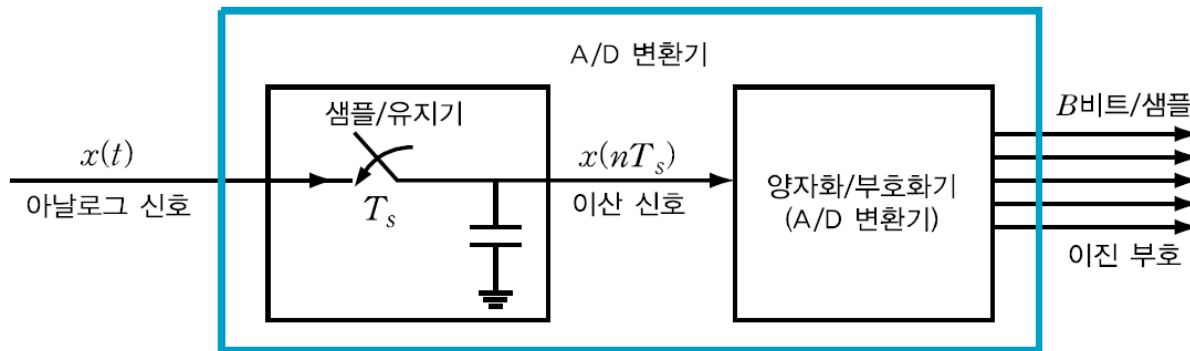 A/D 변환기
샘플/유지기
x(t)
아날로그 신호
T_s
x(nT_s)
이산 신호
양자화/부호화기
(A/D 변환기)
B비트/샘플
이진 부호